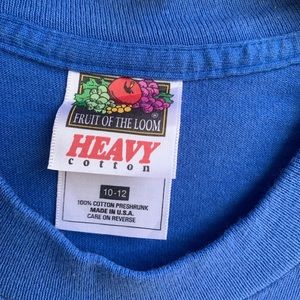 FRUIT OF THE LOOM®
HEAVY
cotton
10-12
100% COTTON PRESHRUNK
MADE IN U.S.A.
CARE ON REVERSE